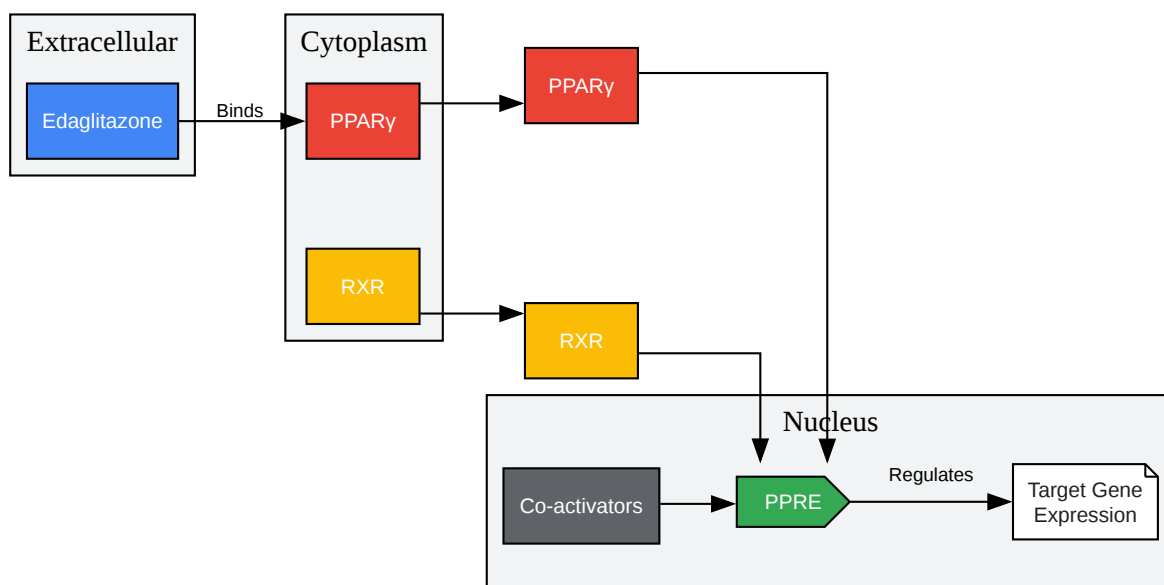 Extracellular
Edaglitazone
Binds
Cytoplasm
PPARγ
RXR
PPARγ
RXR
Nucleus
Co-activators
PPRE
Regulates
Target Gene
Expression